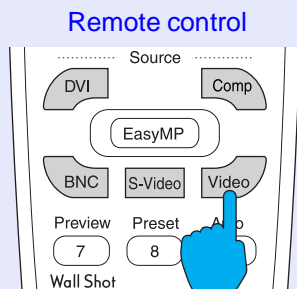 Remote control
Source
DVI
Comp
EasyMP
BNC
S-Video
Video
Preview
Preset
7
8
Wall Shot